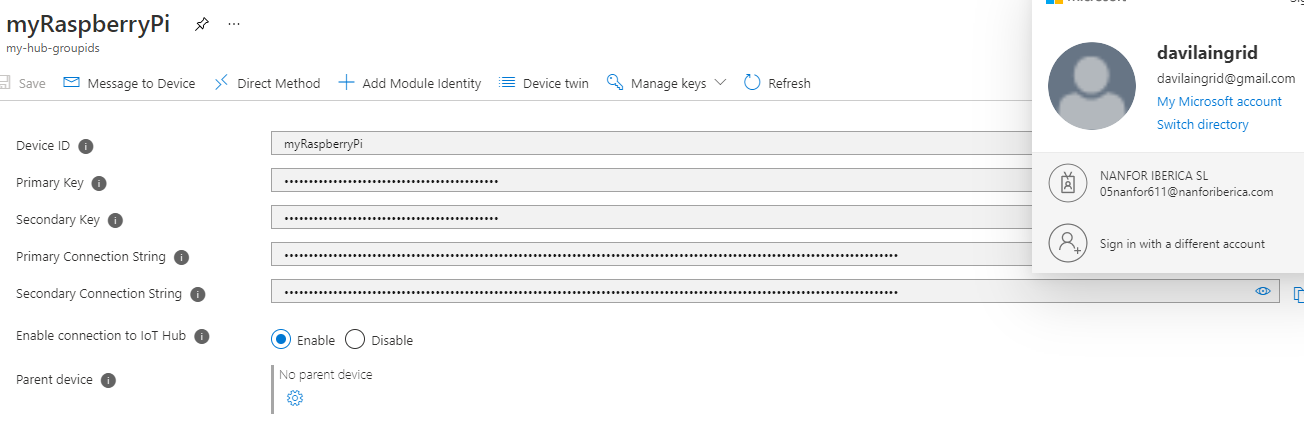 myRaspberryPi ...
my-hub-groupids
Save Message to Device Direct Method Add Module Identity Device twin Manage keys Refresh
Device ID myRaspberryPi
Primary Key ••••••••••••••••••••••••••••••••••••••••••••
Secondary Key ••••••••••••••••••••••••••••••••••••••••••••
Primary Connection String
Secondary Connection String
Enable connection to IoT Hub Enable Disable
Parent device No parent device
davilaingrid
davilaingrid@gmail.com
My Microsoft account
Switch directory
NANFOR IBERICA SL
05nanfor611@nanforiberica.com
Sign in with a different account